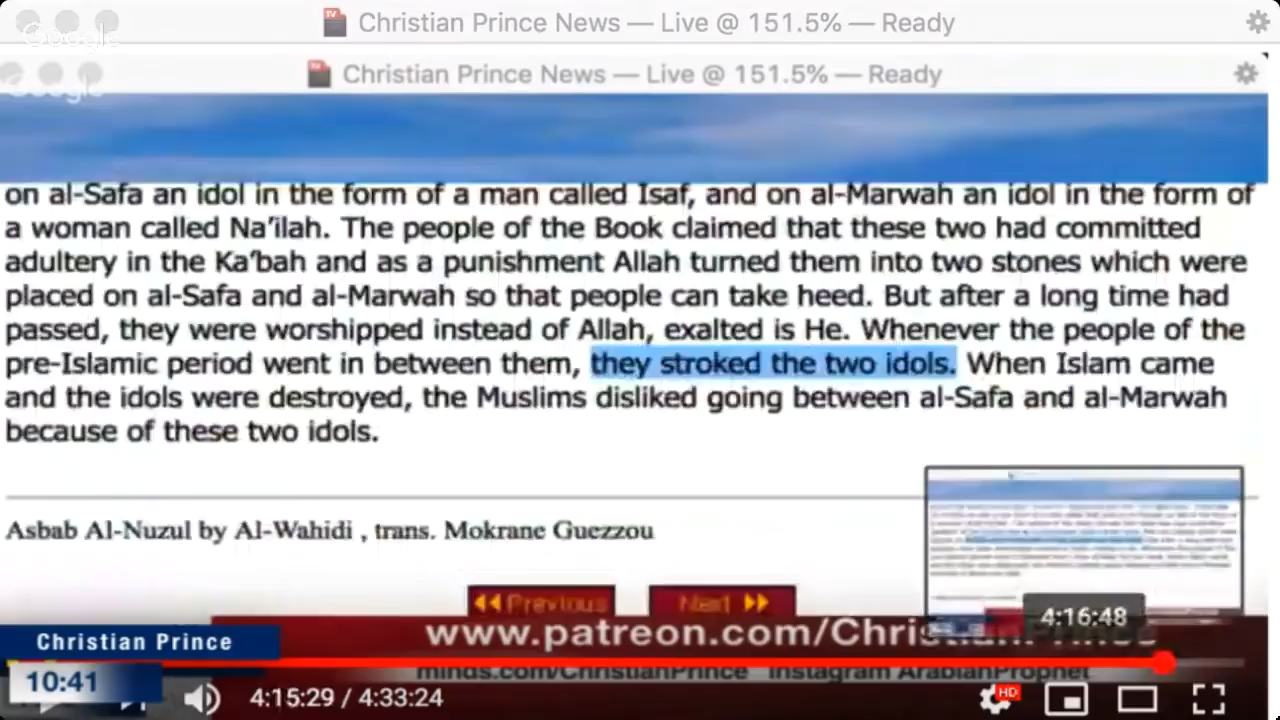 Google
Christian Prince News — Live @ 151.5% — Ready
Google
Christian Prince News — Live @ 151.5% — Ready
on al-Safa an idol in the form of a man called Isaf, and on al-Marwah an idol in the form of
a woman called Na’ilah. The people of the Book claimed that these two had committed
adultery in the Ka’bah and as a punishment Allah turned them into two stones which were
placed on al-Safa and al-Marwah so that people can take heed. But after a long time had
passed, they were worshipped instead of Allah, exalted is He. Whenever the people of the
pre-Islamic period went in between them, they stroked the two idols. When Islam came
and the idols were destroyed, the Muslims disliked going between al-Safa and al-Marwah
because of these two idols.
Asbab Al-Nuzul by Al-Wahidi , trans. Mokrane Guezzou
Previous Next
4:16:48
www.patreon.com/ChristianPrince
Christian Prince
minds.com/ChristianPrince Instagram ArabianProphet
10:41
4:15:29 / 4:33:24
HD